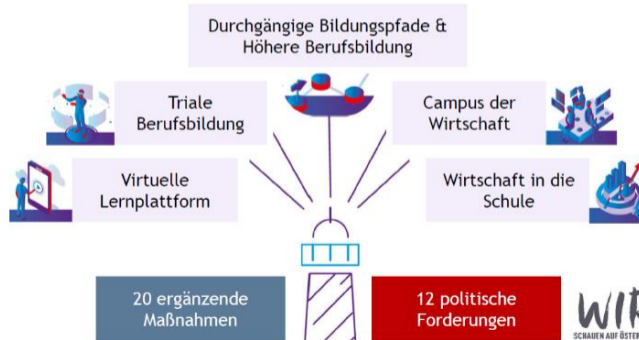 Durchgängige Bildungspfade &
Höhere Berufsbildung
Triale
Berufsbildung
Campus der
Wirtschaft
Virtuelle
Lernplattform
Wirtschaft in die
Schule
20 ergänzende
Maßnahmen
12 politische
Forderungen
WIR
SCHAUEN AUF